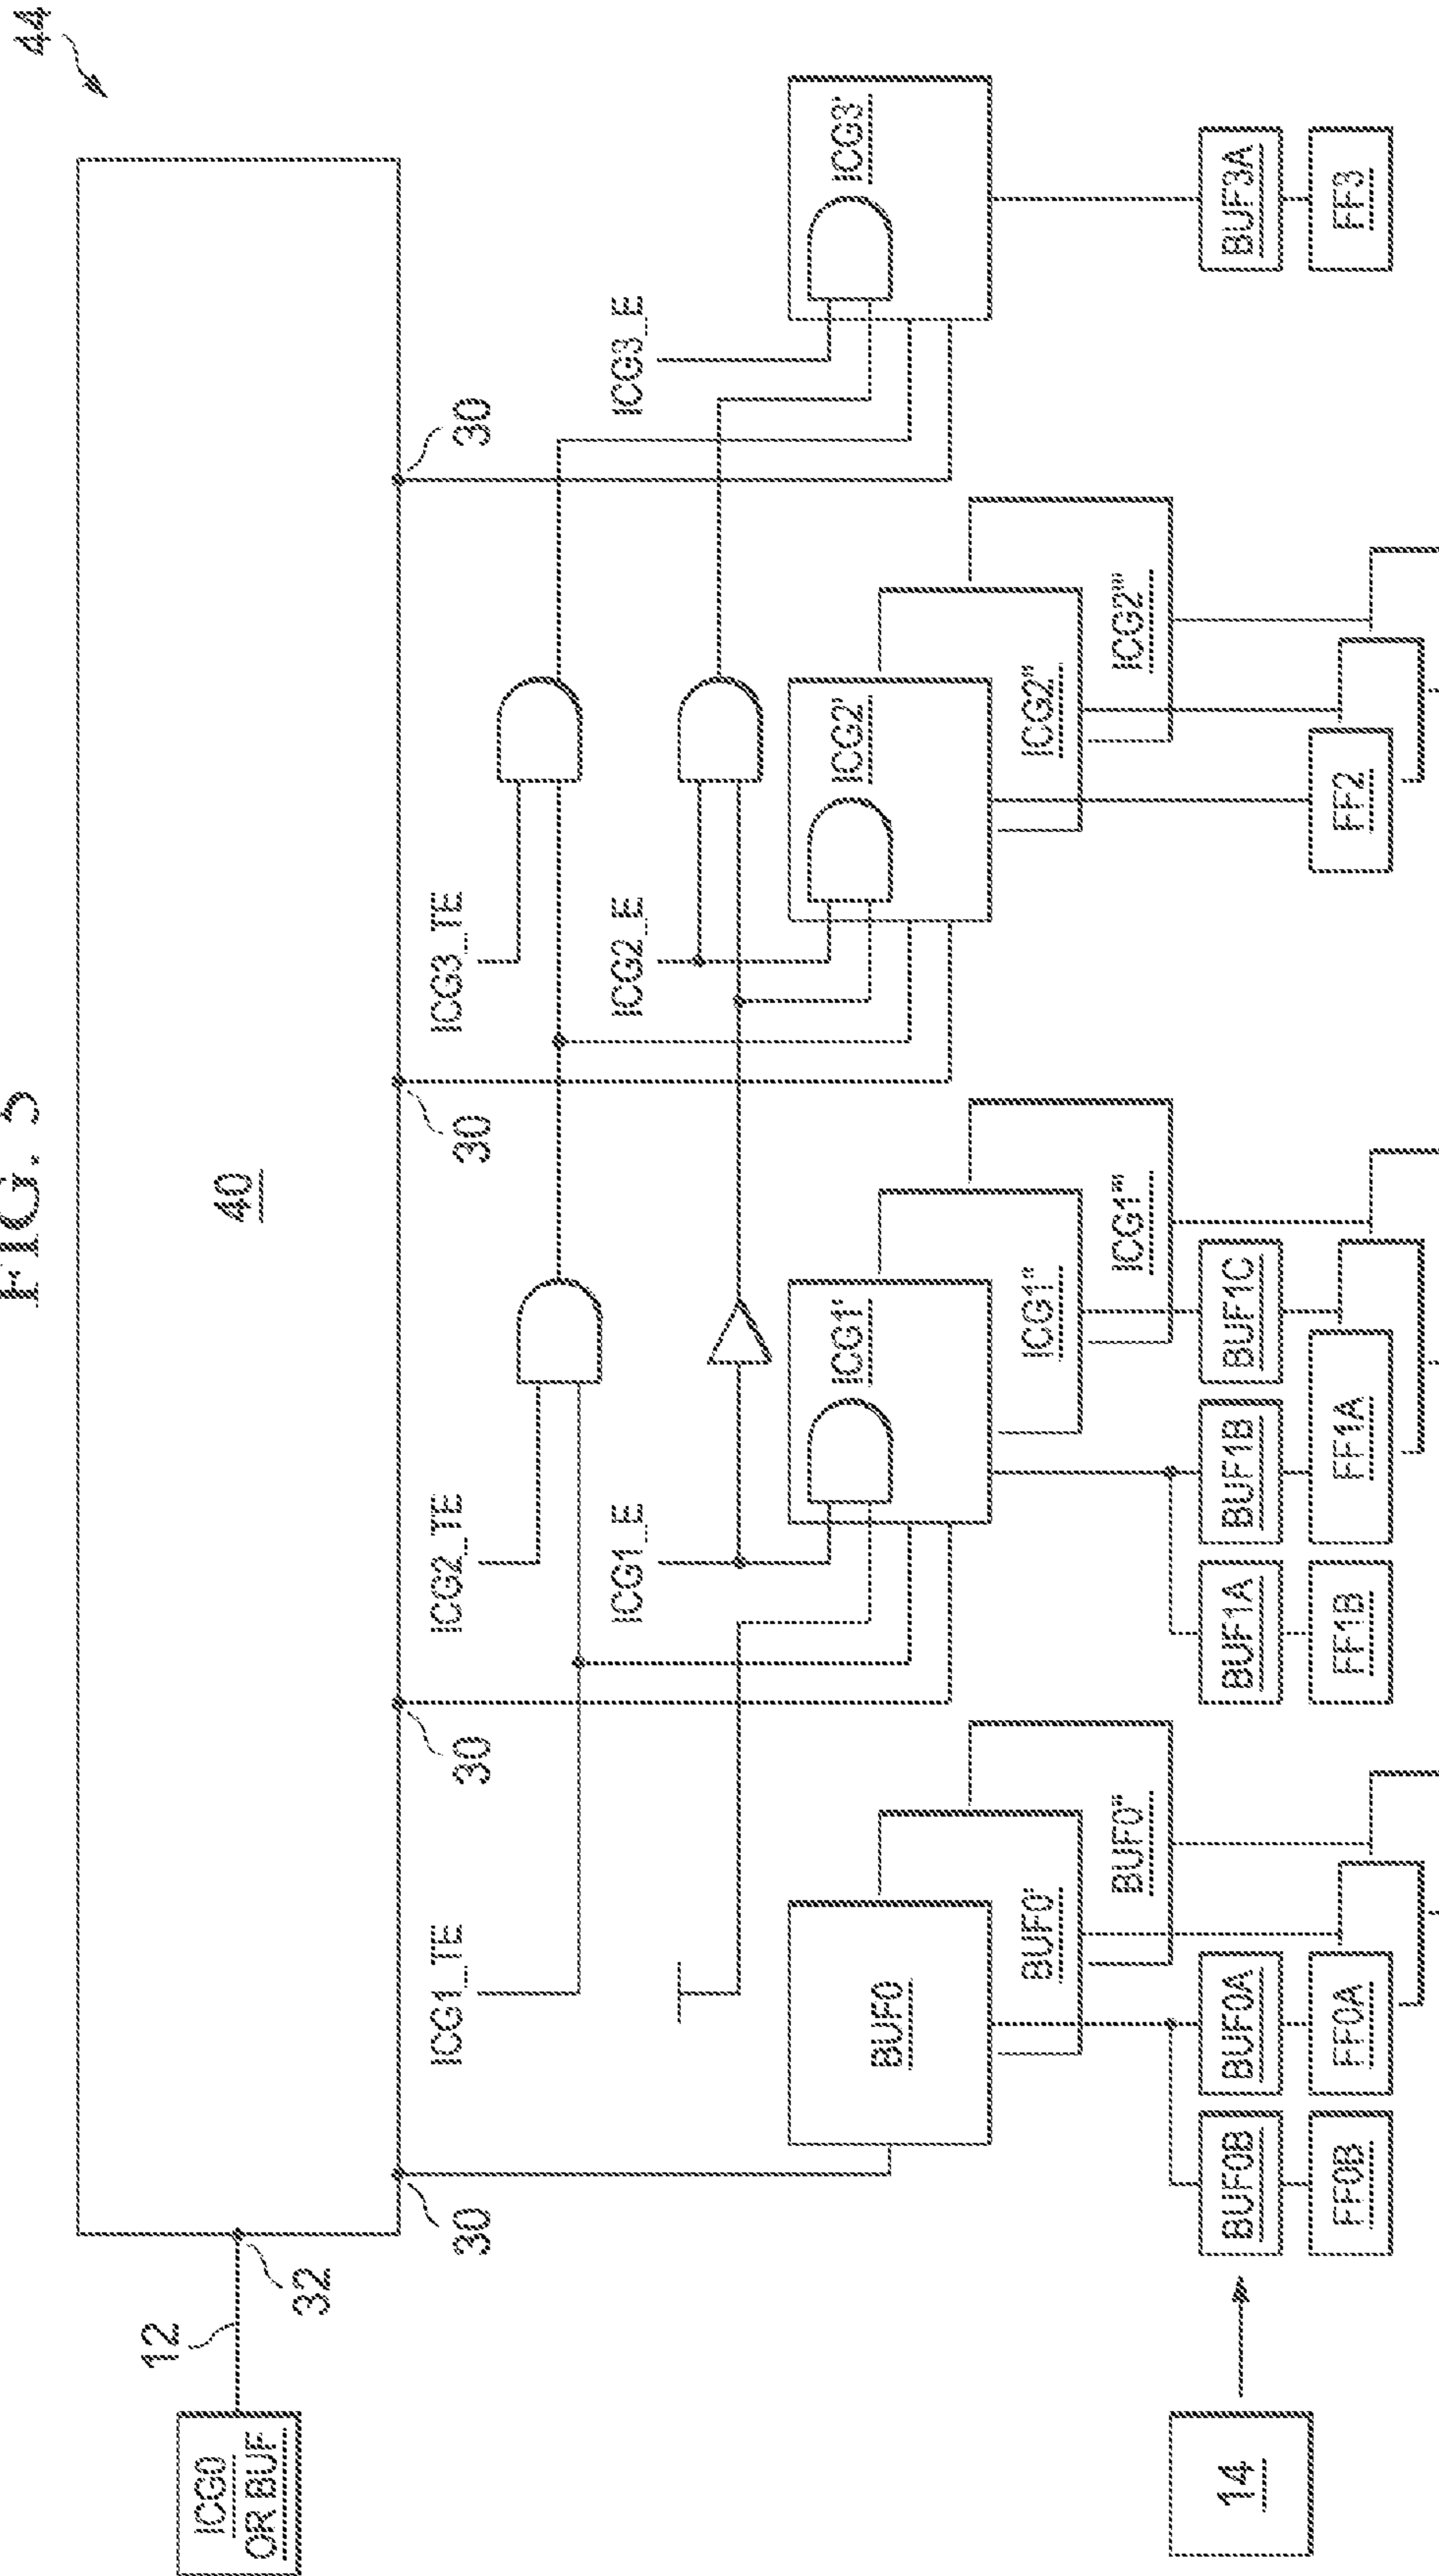 FIG. 5
44
ICG0
OR BUF
12
32
40
30
30
30
30
ICG1_TE
ICG2_TE
ICG3_TE
ICG1_E
ICG2_E
ICG3_E
BUF0
BUF0'
BUF0"
ICG1'
ICG1"
ICG1'''
ICG2'
ICG2"
ICG2'''
ICG3'
14
BUF0B
BUF0A
BUF1A
BUF1B
BUF1C
BUF3A
FF0B
FF0A
FF1B
FF1A
FF2
FF3